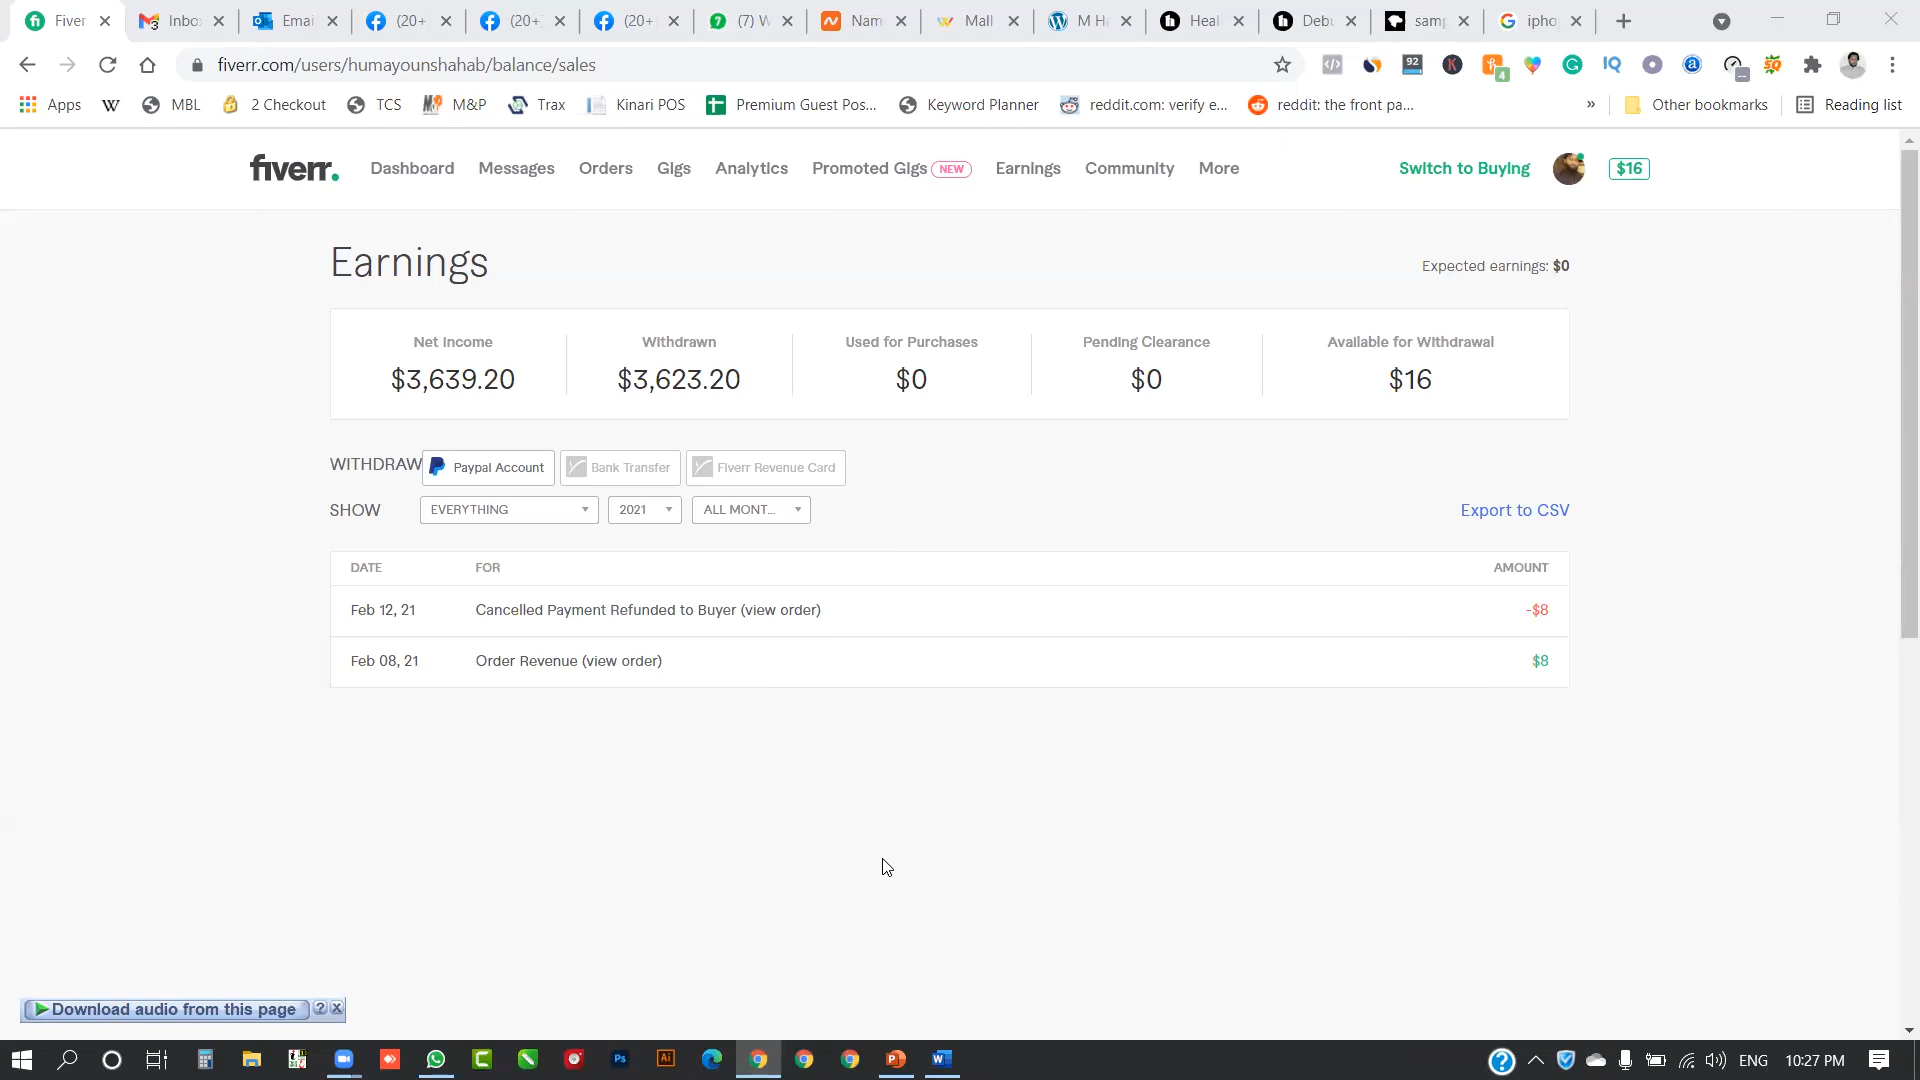 Fiver
Inbo
Emai
(20+
(20+
(20+
(7) W
Nam
Mall
M Ha
Heal
Debu
samp
ipho
fiverr.com/users/humayounshahab/balance/sales
92
4
IQ
Apps
MBL
2 Checkout
TCS
M&P
Trax
Kinari POS
Premium Guest Pos...
Keyword Planner
reddit.com: verify e...
reddit: the front pa...
»
Other bookmarks
Reading list
fiverr.
Dashboard
Messages
Orders
Gigs
Analytics
Promoted Gigs NEW
Earnings
Community
More
Switch to Buying
$16
Earnings
Expected earnings: $0
Net Income
Withdrawn
Used for Purchases
Pending Clearance
Available for Withdrawal
$3,639.20
$3,623.20
$0
$0
$16
WITHDRAW
Paypal Account
Bank Transfer
Fiverr Revenue Card
SHOW
EVERYTHING
2021
ALL MONT...
Export to CSV
DATE
FOR
AMOUNT
Feb 12, 21
Cancelled Payment Refunded to Buyer (view order)
-$8
Feb 08, 21
Order Revenue (view order)
$8
Download audio from this page
ENG
10:27 PM